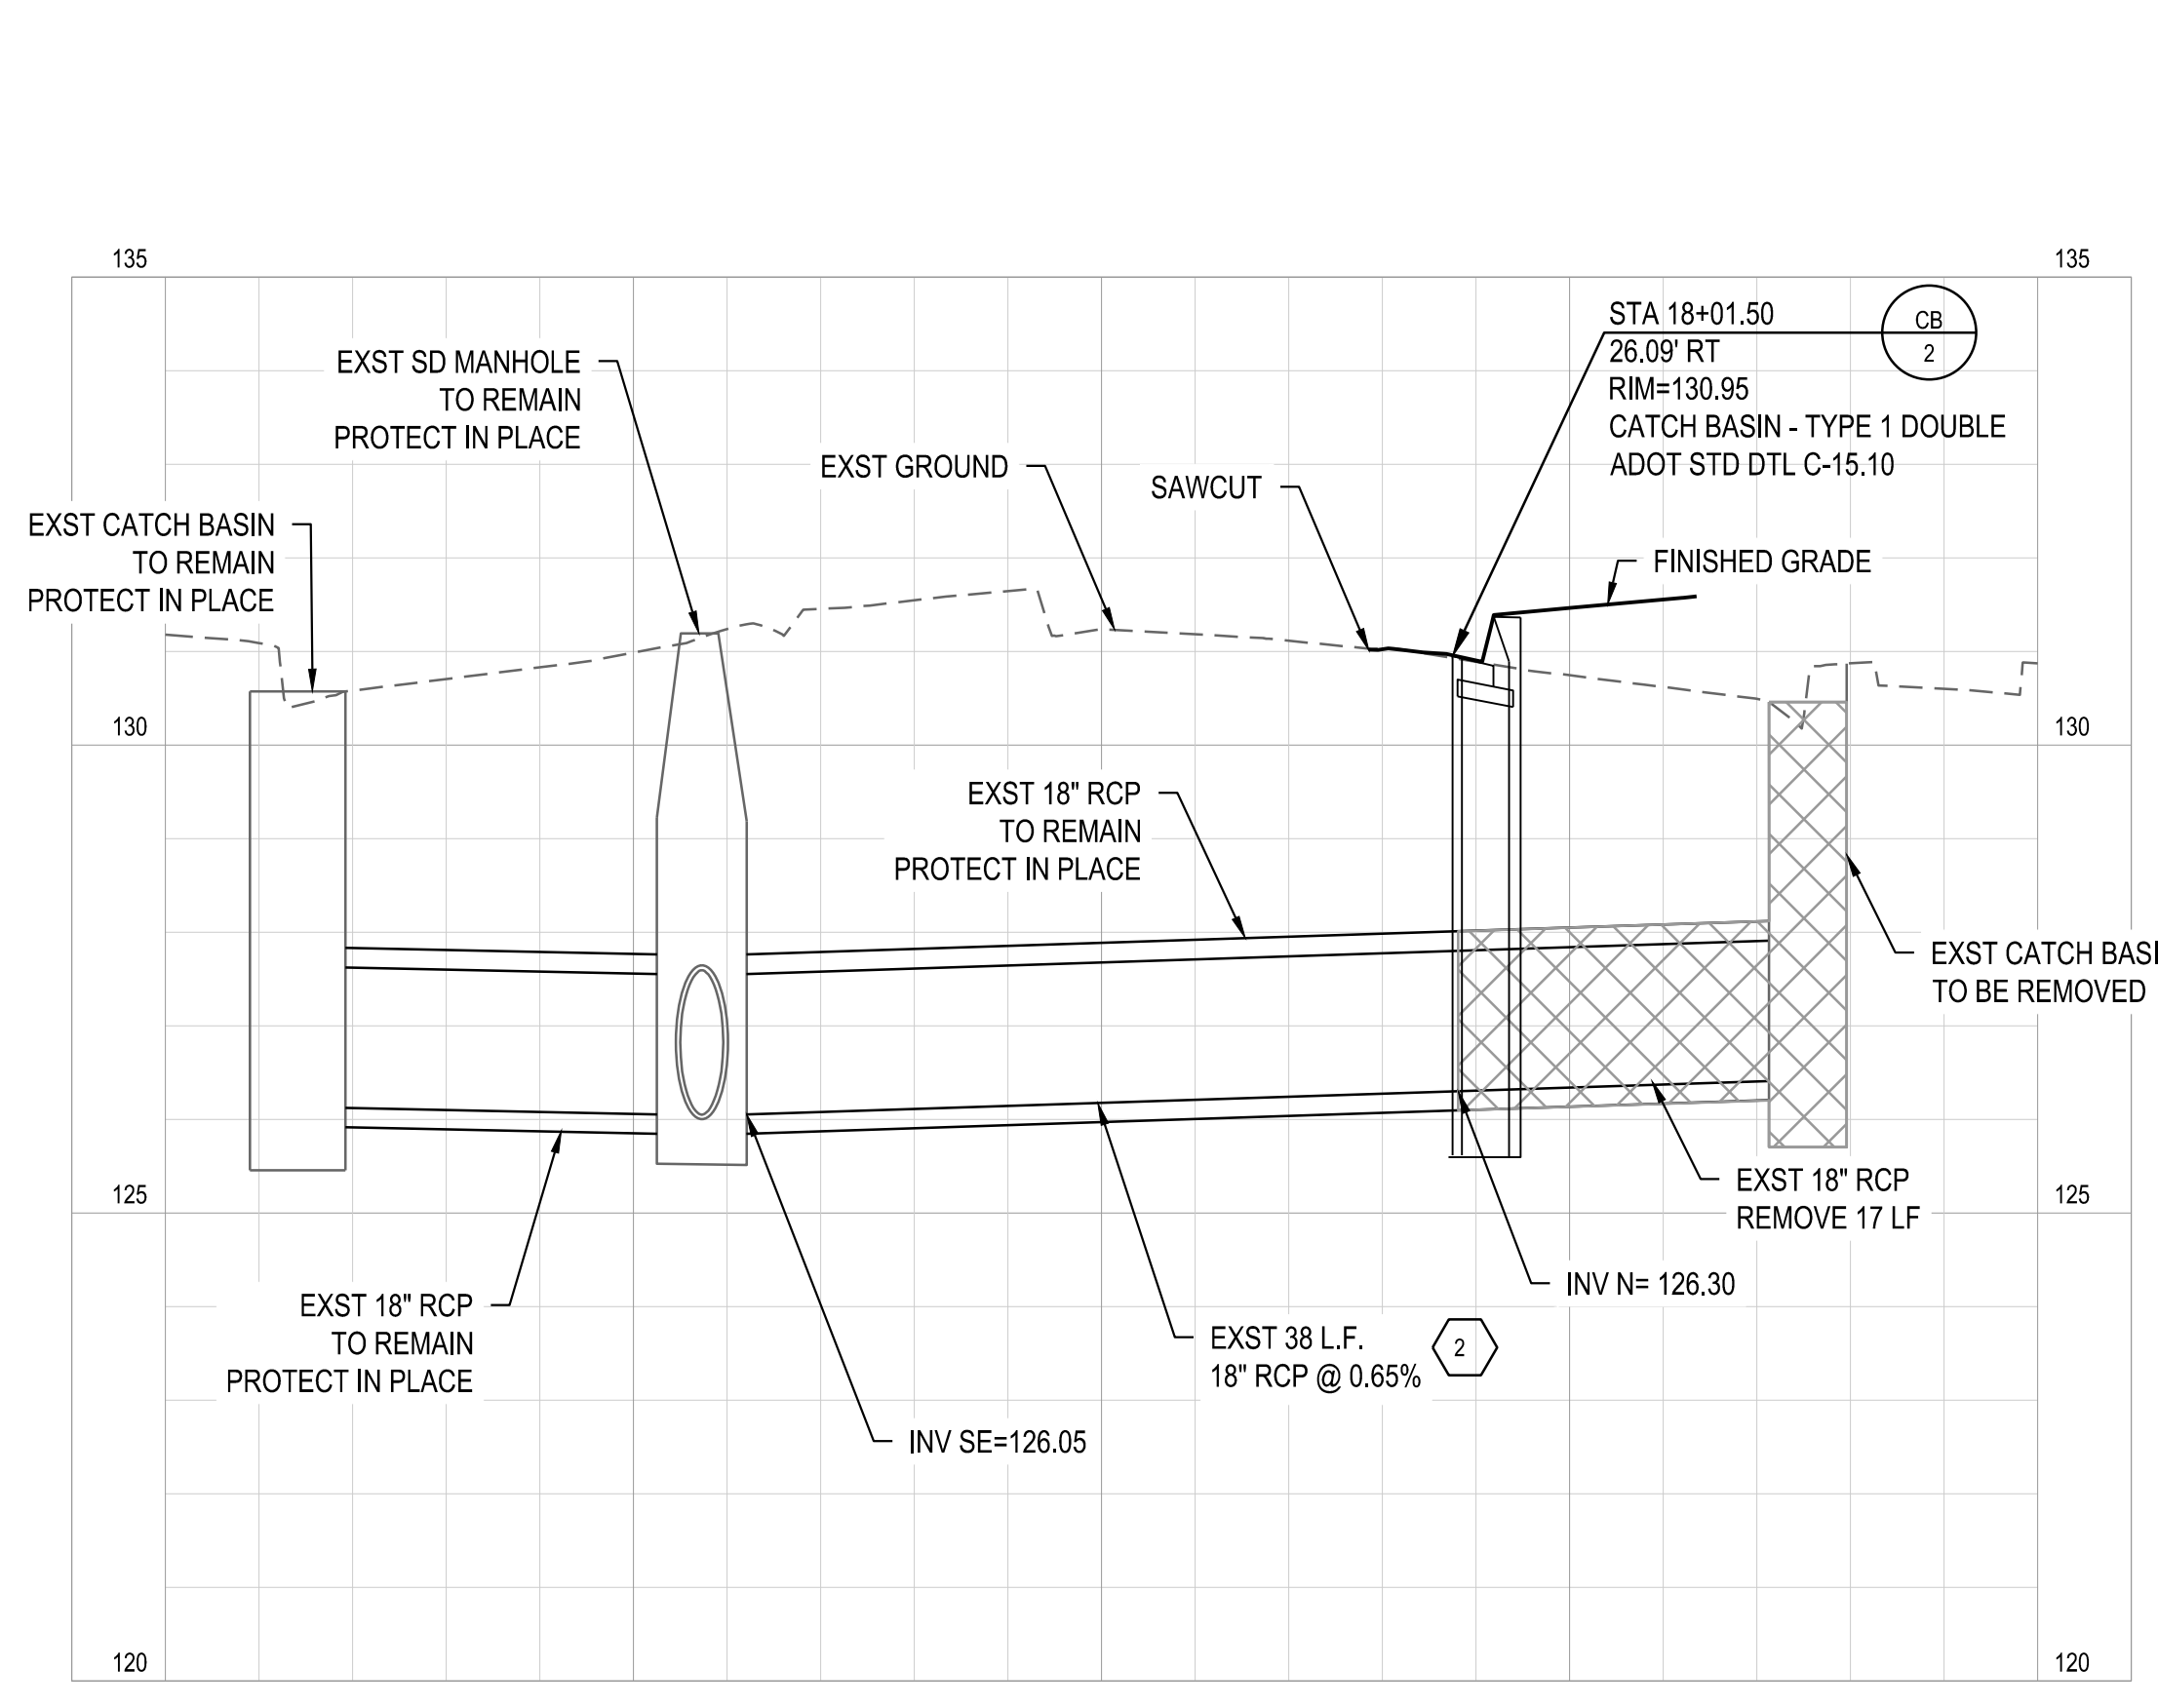 135
135
STA 18+01.50
26.09' RT
RIM=130.95
CATCH BASIN - TYPE 1 DOUBLE
ADOT STD DTL C-15.10
CB
2
EXST SD MANHOLE
TO REMAIN
PROTECT IN PLACE
EXST GROUND
SAWCUT
EXST CATCH BASIN
TO REMAIN
PROTECT IN PLACE
FINISHED GRADE
130
130
EXST 18" RCP
TO REMAIN
PROTECT IN PLACE
EXST CATCH BASI
TO BE REMOVED
125
125
EXST 18" RCP
REMOVE 17 LF
INV N= 126.30
EXST 18" RCP
TO REMAIN
PROTECT IN PLACE
EXST 38 L.F.
18" RCP @ 0.65%
2
INV SE=126.05
120
120